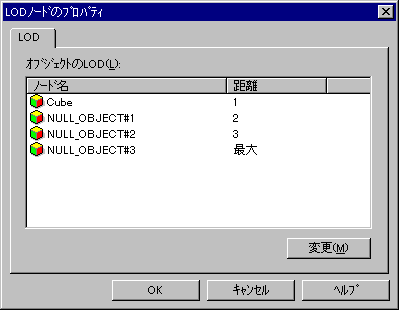 LODﾉｰﾄﾞのﾌﾟﾛﾊﾟﾃｨ
LOD
ｵﾌﾞｼﾞｪｸﾄのLOD(L):
ﾉｰﾄﾞ名 距離
Cube 1
NULL_OBJECT#1 2
NULL_OBJECT#2 3
NULL_OBJECT#3 最大
変更(M)
OK ｷｬﾝｾﾙ ﾍﾙﾌﾟ